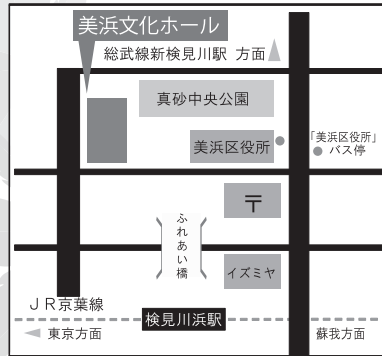 美浜文化ホール
総武線新検見川駅 方面
真砂中央公園
美浜区役所
「美浜区役所」
バス停
〒
ふれあい橋
イズミヤ
JR京葉線
検見川浜駅
東京方面
蘇我方面